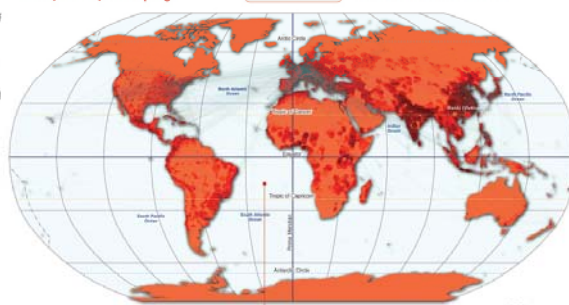 Arctic Circle
North Atlantic
Ocean
North Pacific
Ocean
Tropic of Cancer
Indian
Ocean
Equator
Tropic of Capricorn
South Pacific
Ocean
South Atlantic
Ocean
Prime Meridian
Antarctic Circle